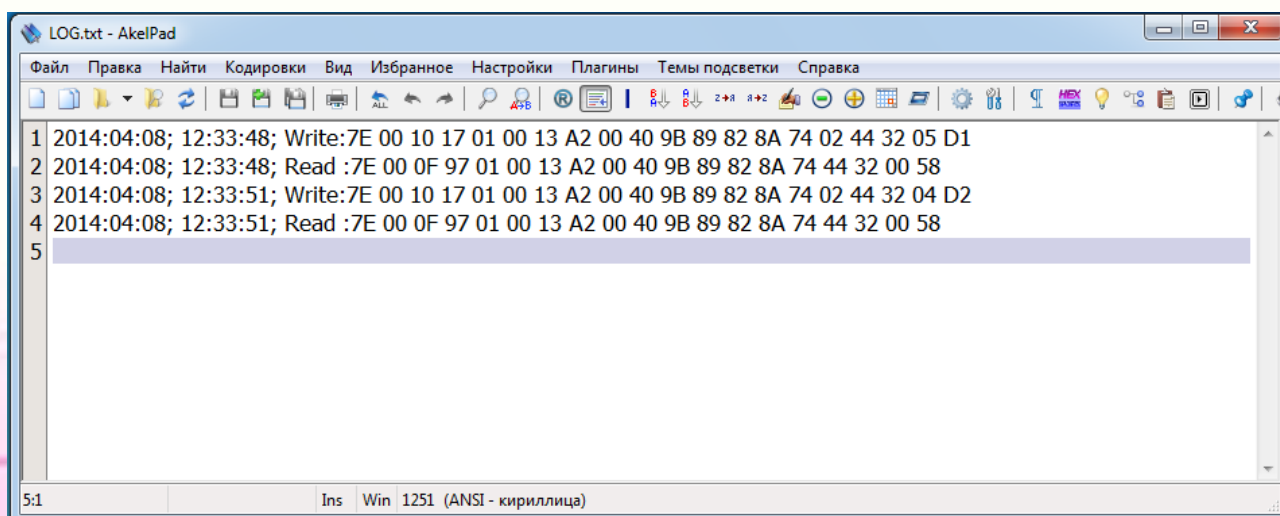 LOG.txt - AkelPad
Файл Правка Найти Кодировки Вид Избранное Настройки Плагины Темы подсветки Справка
1 2014:04:08; 12:33:48; Write:7E 00 10 17 01 00 13 A2 00 40 9B 89 82 8A 74 02 44 32 05 D1
2 2014:04:08; 12:33:48; Read :7E 00 0F 97 01 00 13 A2 00 40 9B 89 82 8A 74 44 32 00 58
3 2014:04:08; 12:33:51; Write:7E 00 10 17 01 00 13 A2 00 40 9B 89 82 8A 74 02 44 32 04 D2
4 2014:04:08; 12:33:51; Read :7E 00 0F 97 01 00 13 A2 00 40 9B 89 82 8A 74 44 32 00 58
5
5:1 Ins Win 1251 (ANSI - кириллица)